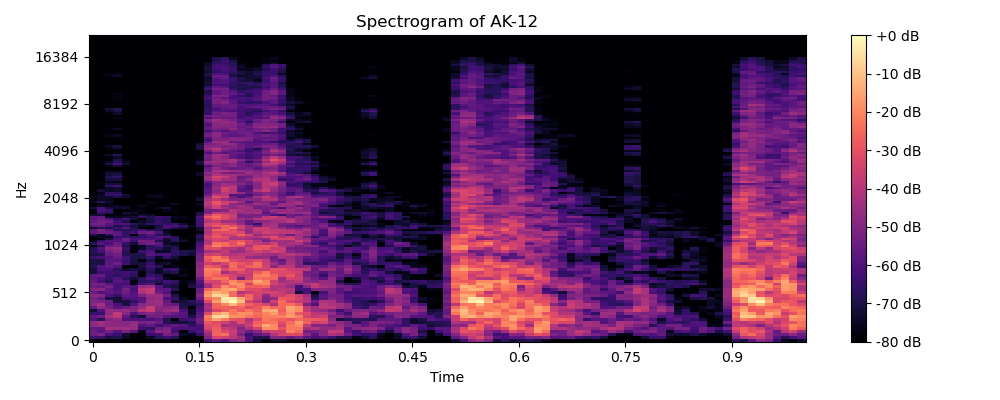 Spectrogram of AK-12
Hz
16384
8192
4096
2048
1024
512
0
0
0.15
0.3
0.45
0.6
0.75
0.9
Time
+0 dB
-10 dB
-20 dB
-30 dB
-40 dB
-50 dB
-60 dB
-70 dB
-80 dB